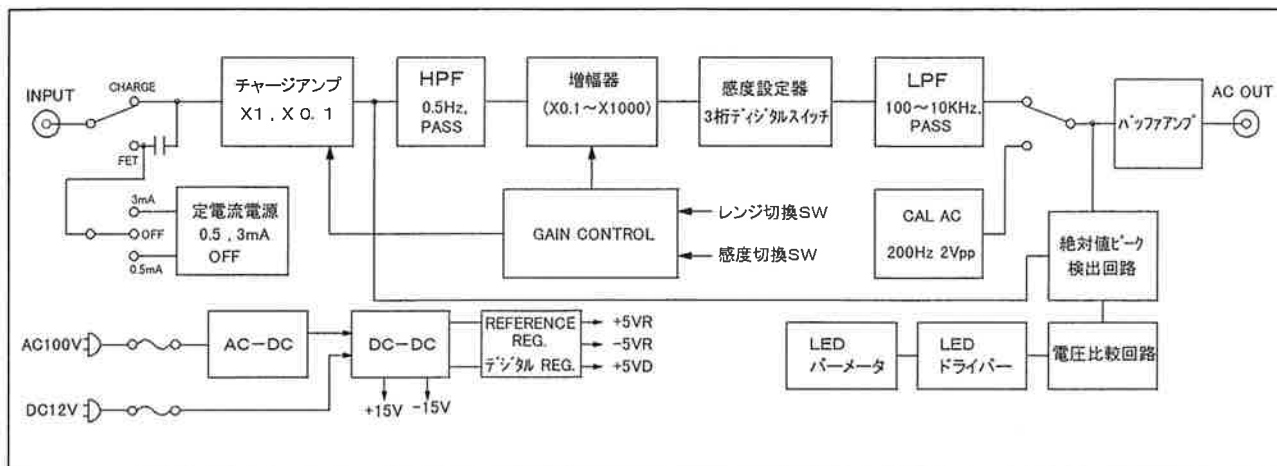 INPUT
CHARGE
FET
チャージアンプ
X1 , X 0. 1
HPF
0.5Hz,
PASS
増幅器
(X0.1～X1000)
感度設定器
3桁ディジタルスイッチ
LPF
100～10KHz,
PASS
バッファアンプ
AC OUT
3mA
OFF
0.5mA
定電流電源
0.5 , 3mA
OFF
GAIN CONTROL
レンジ切換SW
感度切換SW
CAL AC
200Hz 2Vpp
絶対値ピーク
検出回路
AC100V
AC－DC
DC－DC
REFERENCE
REG.
デジタル REG.
+5VR
-5VR
+5VD
LED
バーメータ
LED
ドライバー
電圧比較回路
DC12V
+15V
-15V